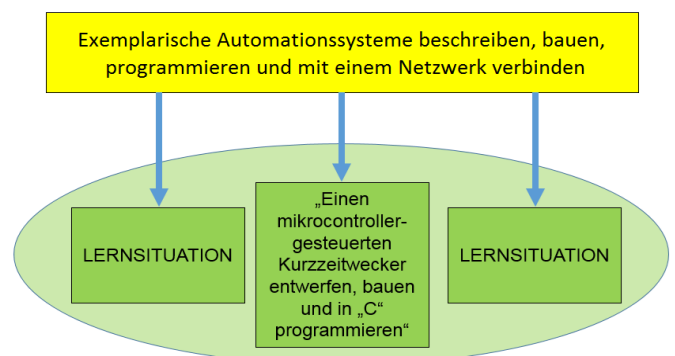 Exemplarische Automationssysteme beschreiben, bauen,
programmieren und mit einem Netzwerk verbinden
LERNSITUATION
„Einen
mikrocontroller-
gesteuerten
Kurzzeitwecker
entwerfen, bauen
und in „C“
programmieren“
LERNSITUATION